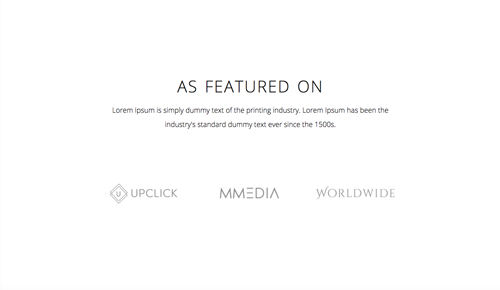 AS FEATURED ON
Lorem Ipsum is simply dummy text of the printing industry. Lorem Ipsum has been the
industry's standard dummy text ever since the 1500s.
U UPCLICK MMEDIA WORLDWIDE